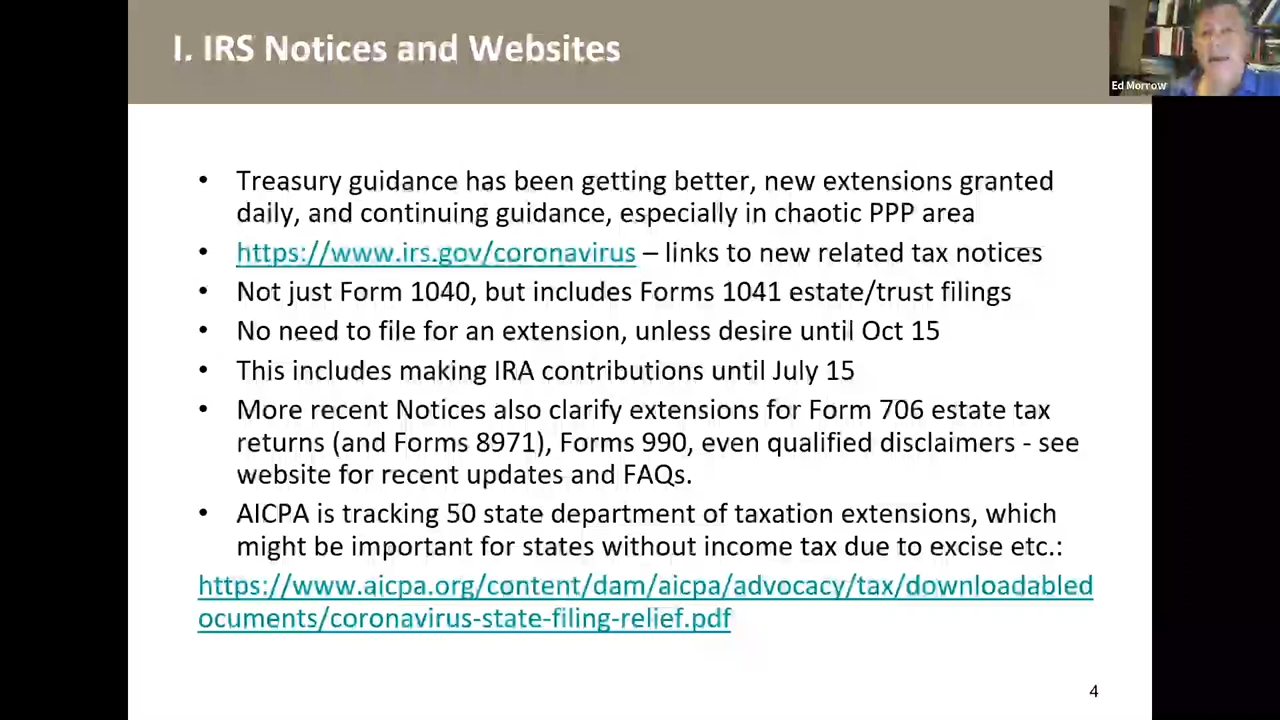 I. IRS Notices and Websites
Ed Morrow
• Treasury guidance has been getting better, new extensions granted
daily, and continuing guidance, especially in chaotic PPP area
• https://www.irs.gov/coronavirus – links to new related tax notices
• Not just Form 1040, but includes Forms 1041 estate/trust filings
• No need to file for an extension, unless desire until Oct 15
• This includes making IRA contributions until July 15
• More recent Notices also clarify extensions for Form 706 estate tax
returns (and Forms 8971), Forms 990, even qualified disclaimers - see
website for recent updates and FAQs.
• AICPA is tracking 50 state department of taxation extensions, which
might be important for states without income tax due to excise etc.:
https://www.aicpa.org/content/dam/aicpa/advocacy/tax/downloadabled
ocuments/coronavirus-state-filing-relief.pdf
4